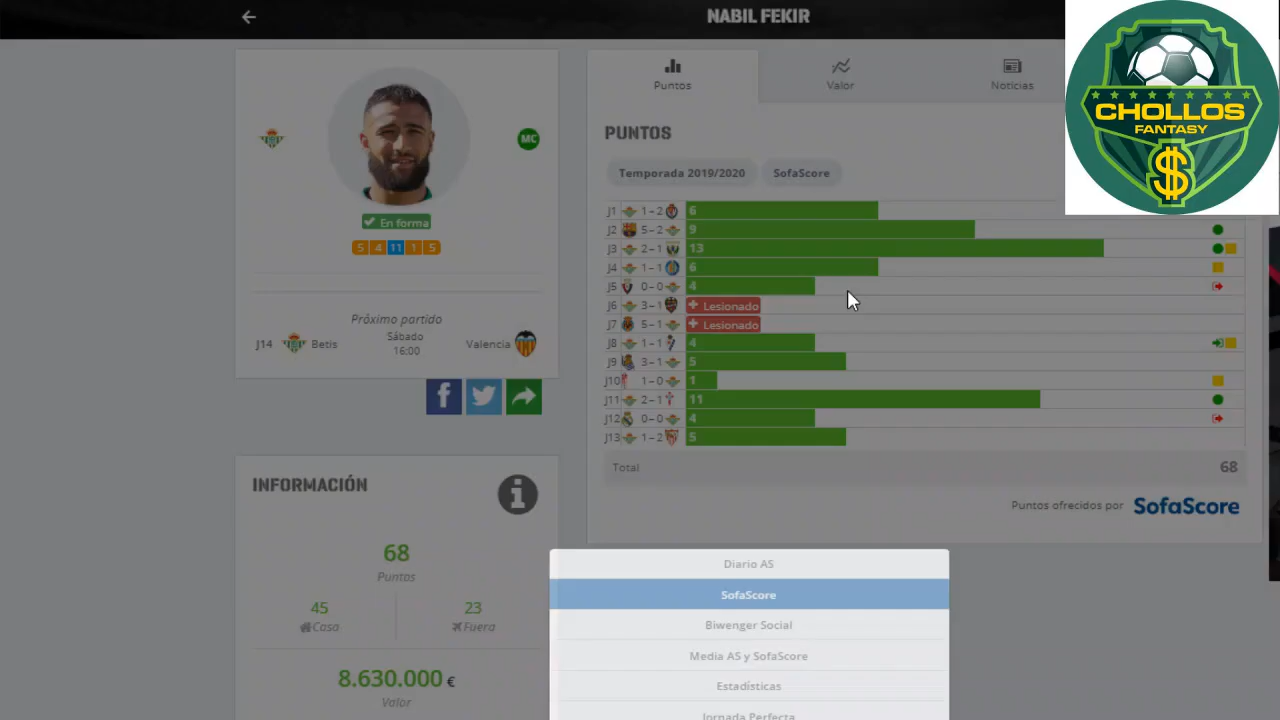 NABIL FEKIR
CHOLLOS
FANTASY
$
MC
En forma
5 4 11 1 5
Próximo partido
J14 Betis
Sábado
16:00
Valencia
f
INFORMACIÓN
i
68
Puntos
45
Casa
23
Fuera
8.630.000 €
Valor
Puntos
Valor
Noticias
PUNTOS
Temporada 2019/2020 SofaScore
J1 1-2 6
J2 5-2 9
J3 2-1 13
J4 1-1 6
J5 0-0 4
J6 3-1 + Lesionado
J7 5-1 + Lesionado
J8 1-1 4
J9 3-1 5
J10 1-0 1
J11 2-1 11
J12 0-0 4
J13 1-2 5
Total 68
Puntos ofrecidos por SofaScore
Diario AS
SofaScore
Biwenger Social
Media AS y SofaScore
Estadísticas
Jornada Perfecta